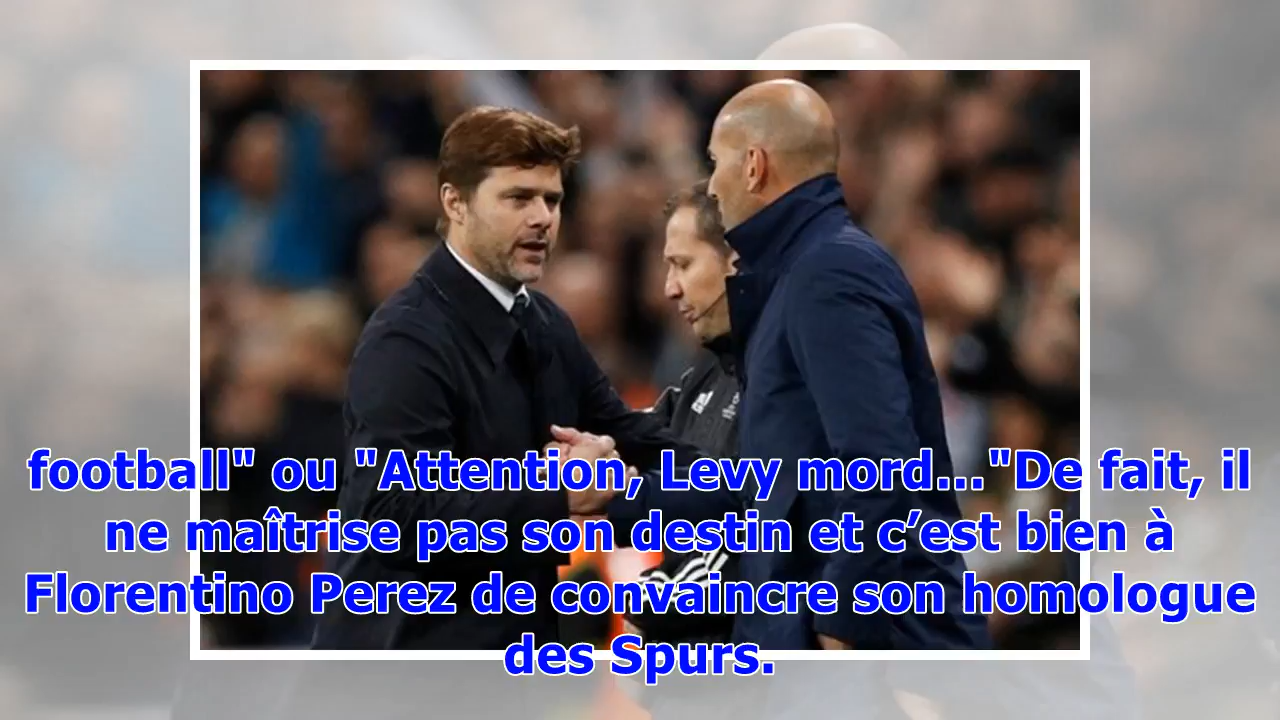 football" ou "Attention, Levy mord..."De fait, il
ne maîtrise pas son destin et c’est bien à
Florentino Perez de convaincre son homologue
des Spurs.